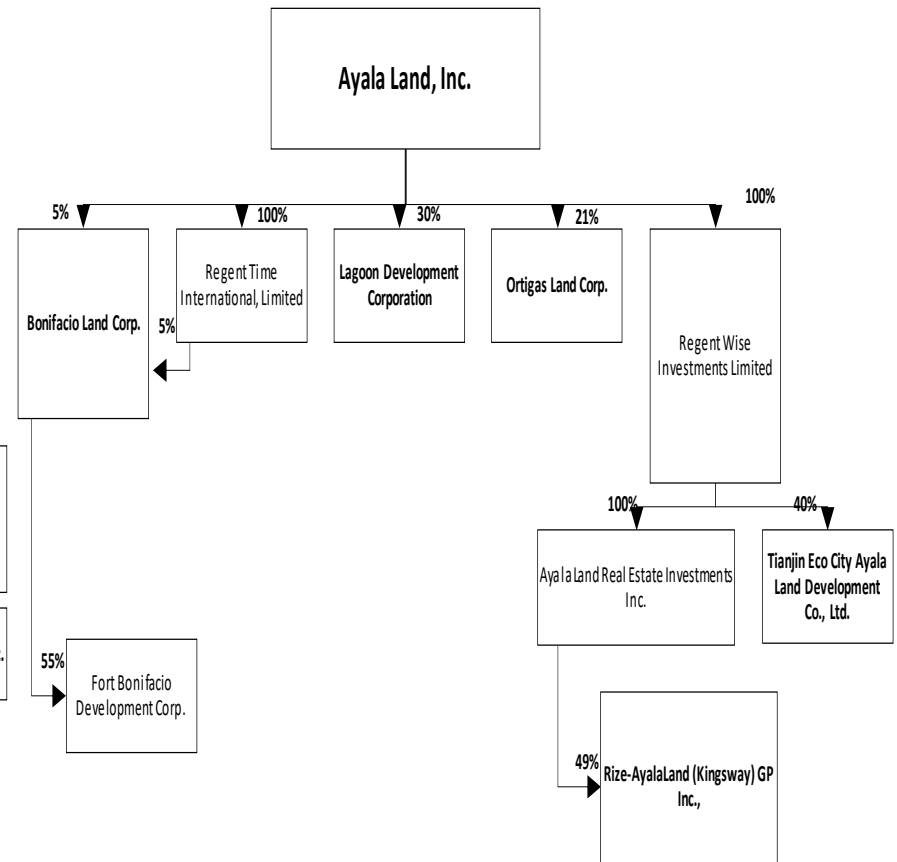 Ayala Land, Inc.
5%
100%
30%
21%
100%
Bonifacio Land Corp.
Regent Time
International, Limited
5%
Lagoon Development
Corporation
Ortigas Land Corp.
Regent Wise
Investments Limited
100%
40%
Ayala Land Real Estate Investments
Inc.
Tianjin Eco City Ayala
Land Development
Co., Ltd.
55%
Fort Bonifacio
Development Corp.
49%
Rize-AyalaLand (Kingsway) GP
Inc.,